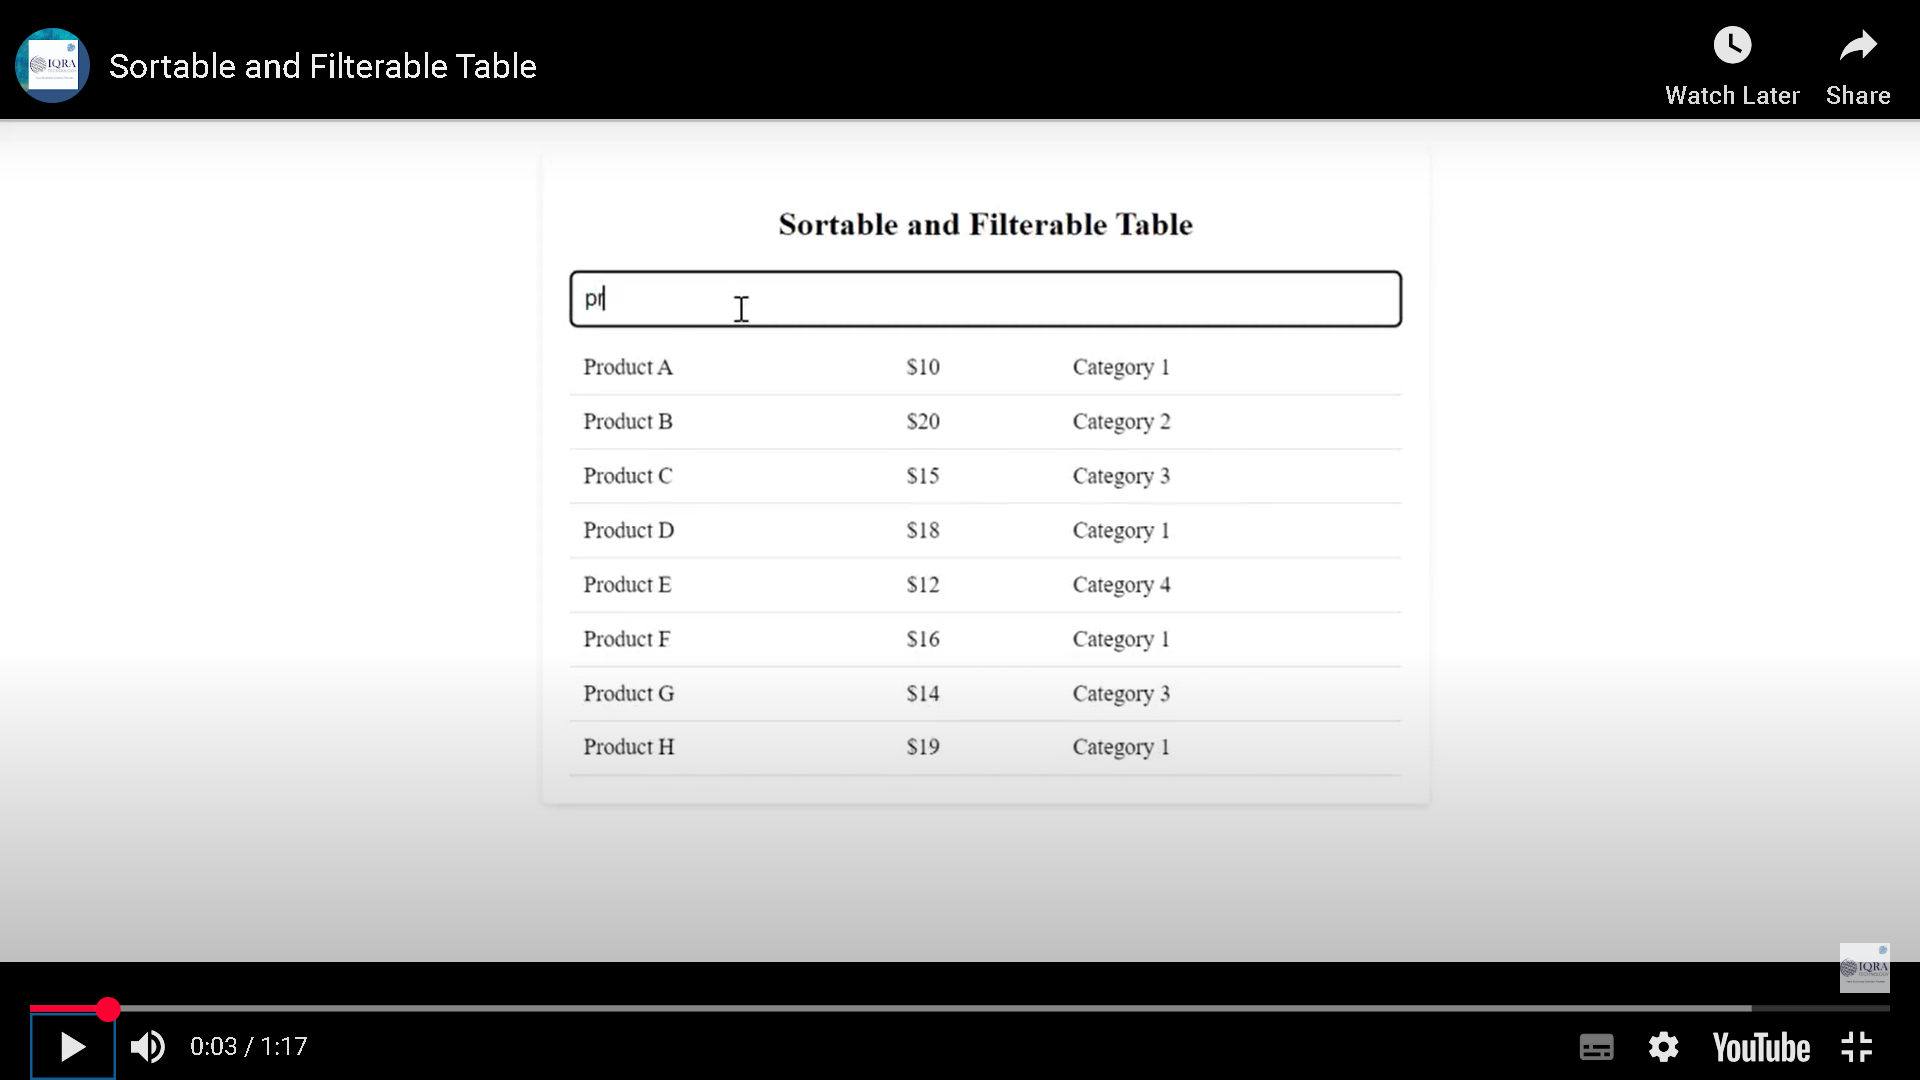 IQRA
TECHNOLOGY
Sortable and Filterable Table
Watch Later
Share
Sortable and Filterable Table
pr
Product A $10 Category 1
Product B $20 Category 2
Product C $15 Category 3
Product D $18 Category 1
Product E $12 Category 4
Product F $16 Category 1
Product G $14 Category 3
Product H $19 Category 1
IQRA
TECHNOLOGY
0:03 / 1:17
YouTube